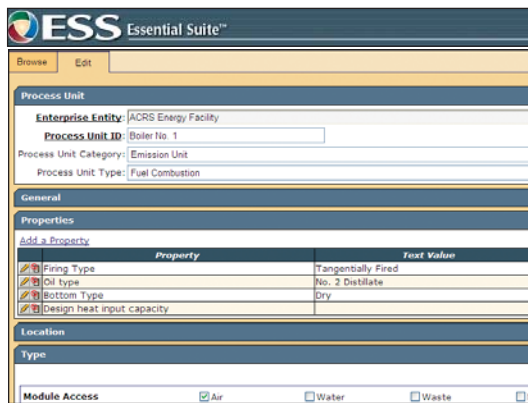 ESS Essential Suite™
Browse Edit
Process Unit
Enterprise Entity: ACRS Energy Facility
Process Unit ID: Boiler No. 1
Process Unit Category: Emission Unit
Process Unit Type: Fuel Combustion
General
Properties
Add a Property
Property Text Value
Firing Type Tangentially Fired
Oil type No. 2 Distillate
Bottom Type Dry
Design heat input capacity
Location
Type
Module Access Air Water Waste